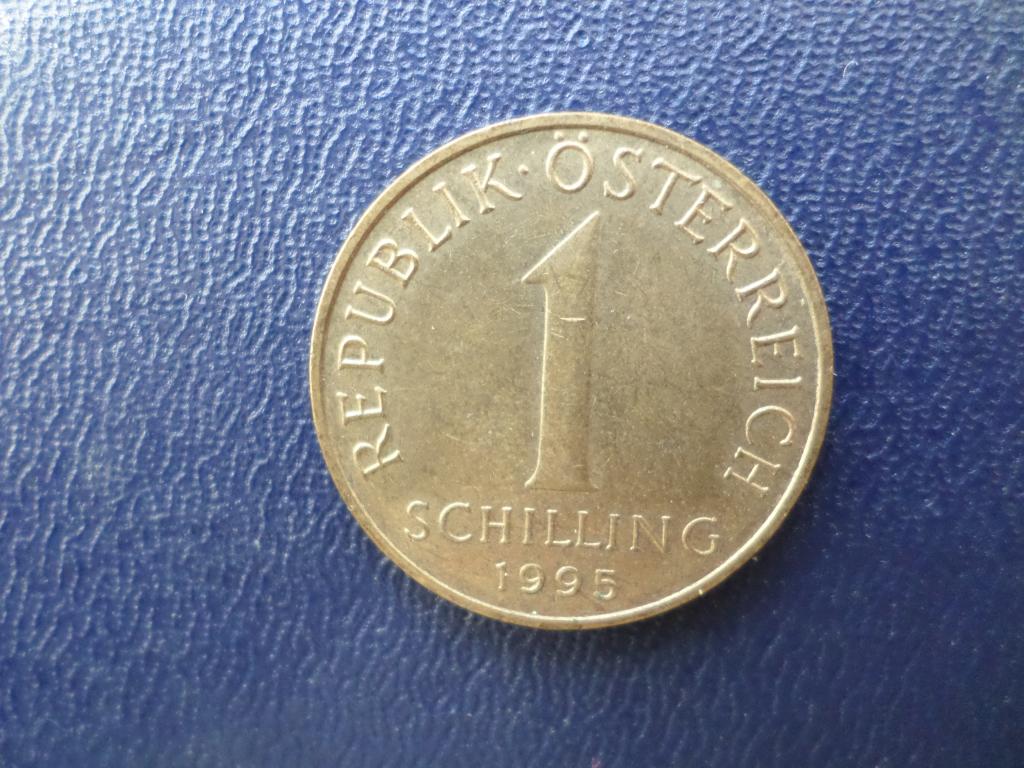 REPUBLIK · ÖSTERREICH
1
SCHILLING
1995